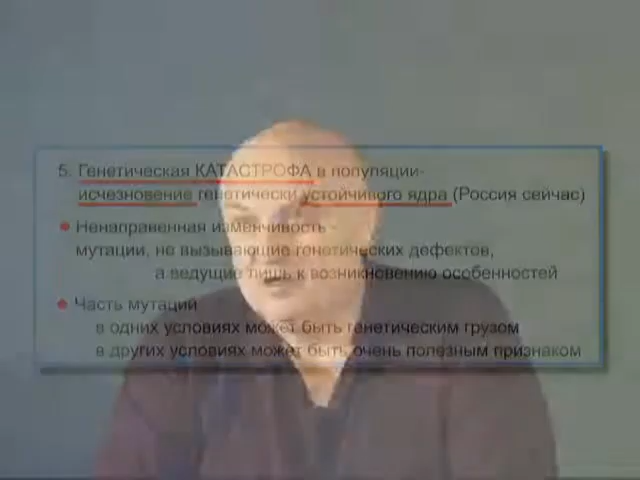 5. Генетическая КАТАСТРОФА в популяции-
исчезновение генетически устойчивого ядра (Россия сейчас)
Ненаправенная изменчивость -
мутации, не вызывающие генетических дефектов,
а ведущие лишь к возникновению особенностей
Часть мутаций
в одних условиях может быть генетическим грузом
в других условиях может быть очень полезным признаком